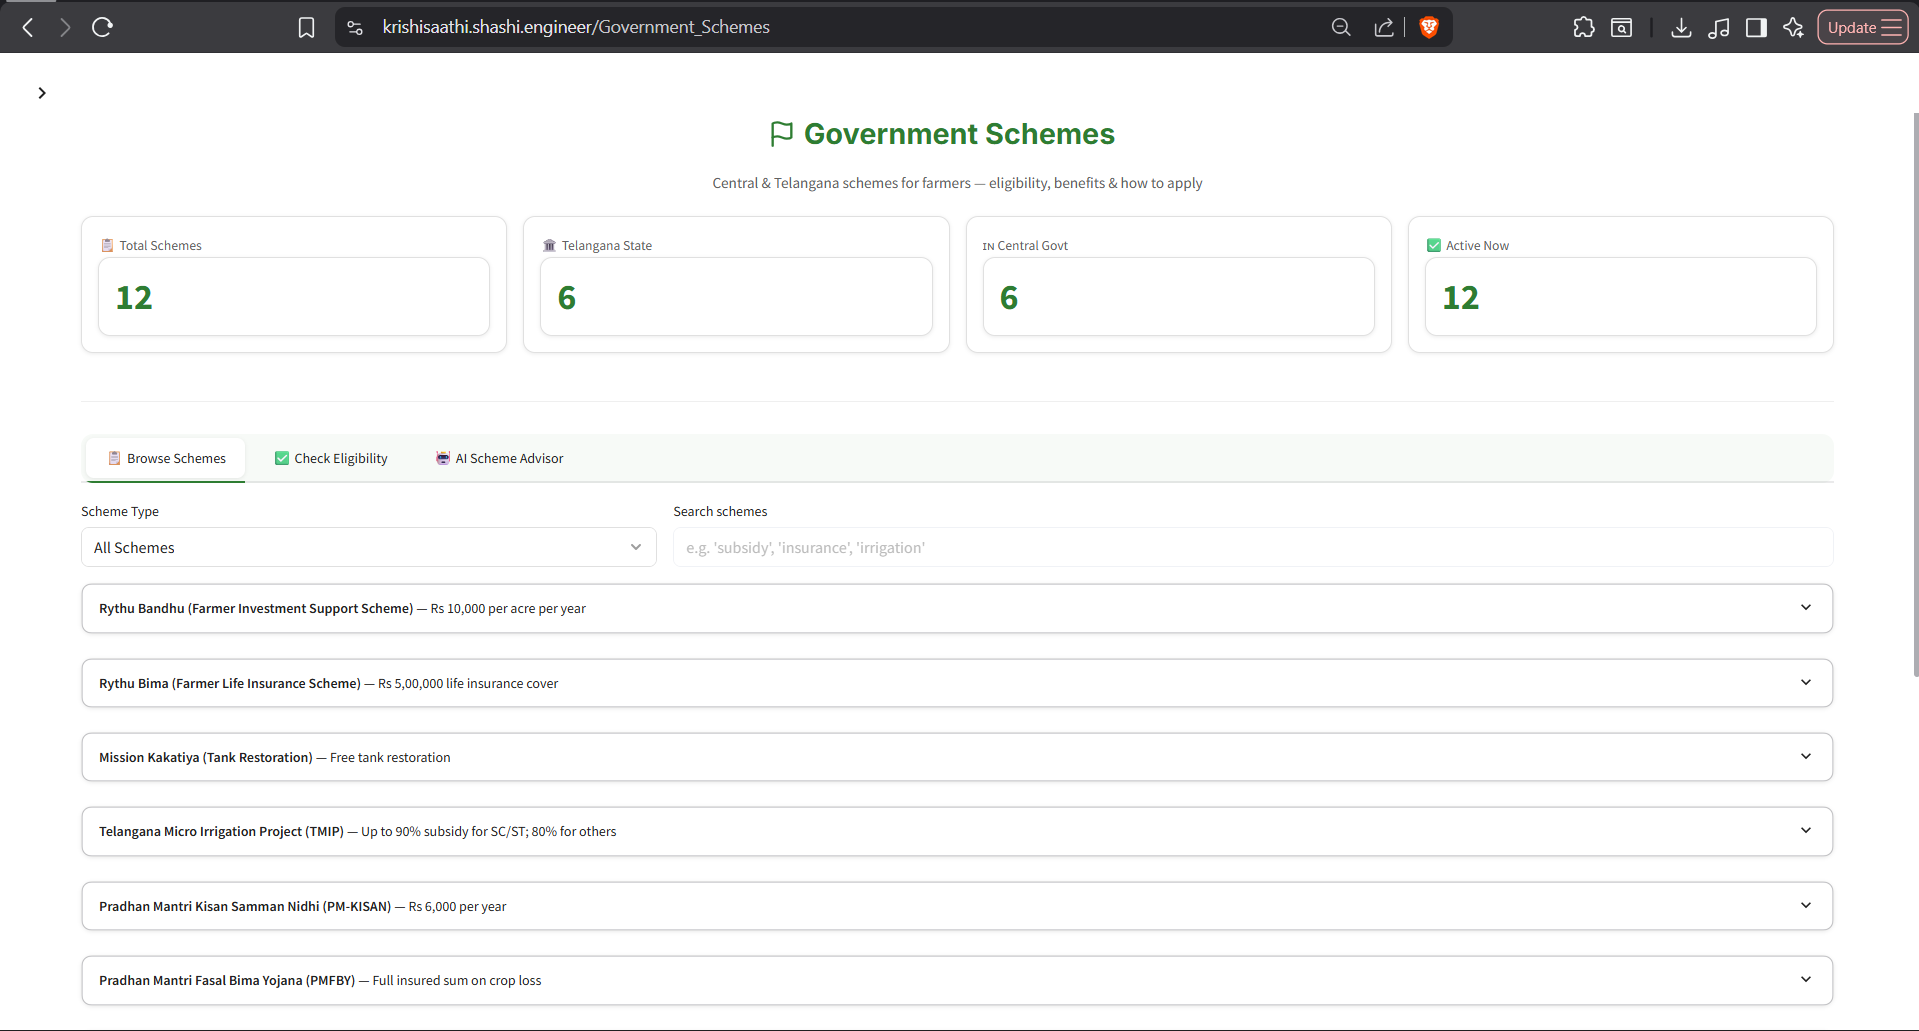 krishisaathi.shashi.engineer/Government_Schemes
Update
Government Schemes
Central & Telangana schemes for farmers — eligibility, benefits & how to apply
Total Schemes
12
Telangana State
6
IN Central Govt
6
Active Now
12
Browse Schemes
Check Eligibility
AI Scheme Advisor
Scheme Type
All Schemes
Search schemes
e.g. 'subsidy', 'insurance', 'irrigation'
Rythu Bandhu (Farmer Investment Support Scheme) — Rs 10,000 per acre per year
Rythu Bima (Farmer Life Insurance Scheme) — Rs 5,00,000 life insurance cover
Mission Kakatiya (Tank Restoration) — Free tank restoration
Telangana Micro Irrigation Project (TMIP) — Up to 90% subsidy for SC/ST; 80% for others
Pradhan Mantri Kisan Samman Nidhi (PM-KISAN) — Rs 6,000 per year
Pradhan Mantri Fasal Bima Yojana (PMFBY) — Full insured sum on crop loss